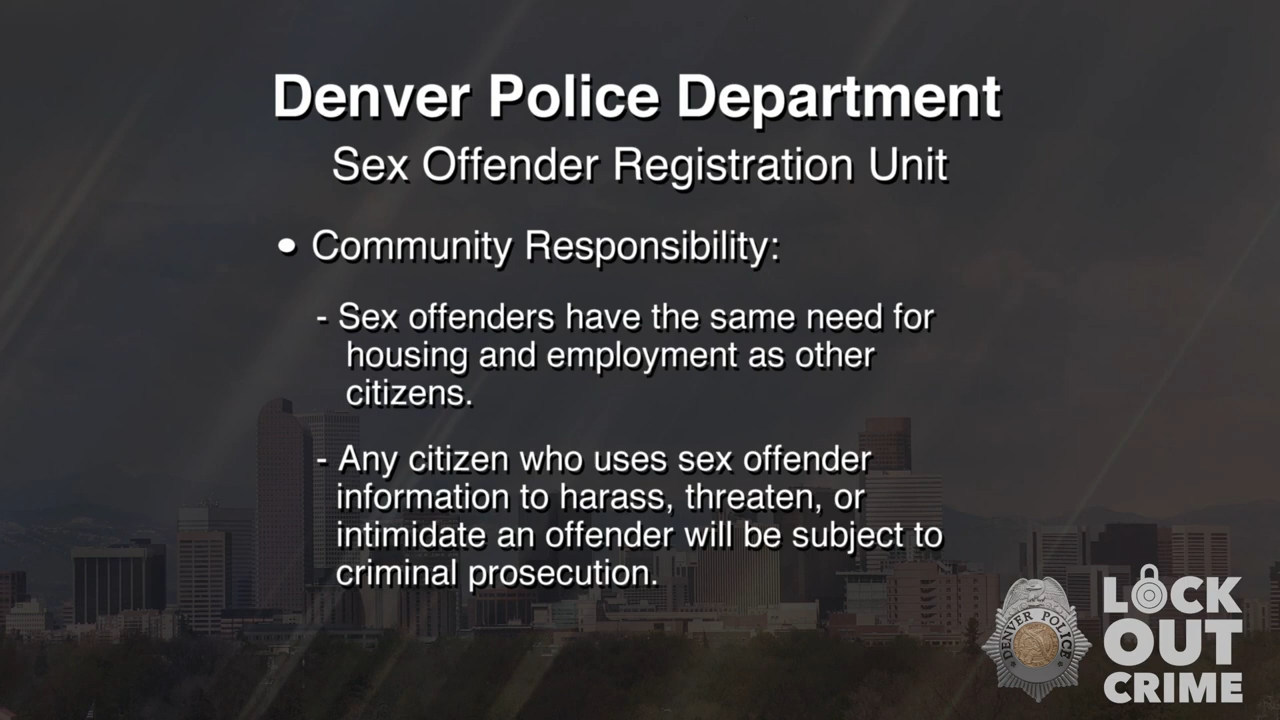 Denver Police Department
Sex Offender Registration Unit
• Community Responsibility:
- Sex offenders have the same need for
housing and employment as other
citizens.
- Any citizen who uses sex offender
information to harass, threaten, or
intimidate an offender will be subject to
criminal prosecution.
DENVER POLICE
LOCK
OUT
CRIME